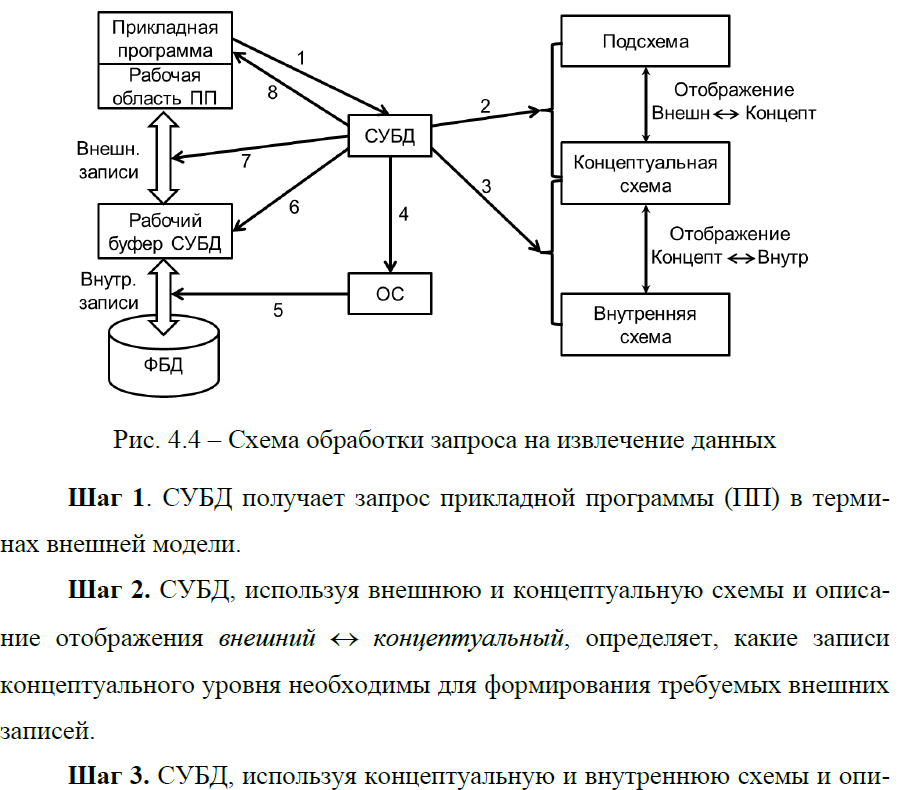 Прикладная
программа
Рабочая
область ПП
1
8
СУБД
2
Подсхема
Отображение
Внешн ↔ Концепт
Внешн.
записи
7
Концептуальная
схема
3
6
4
Рабочий
буфер СУБД
Отображение
Концепт ↔ Внутр
Внутр.
записи
5
ОС
Внутренняя
схема
ФБД
Рис. 4.4 – Схема обработки запроса на извлечение данных
Шаг 1. СУБД получает запрос прикладной программы (ПП) в терми-
нах внешней модели.
Шаг 2. СУБД, используя внешнюю и концептуальную схемы и описа-
ние отображения внешний ↔ концептуальный, определяет, какие записи
концептуального уровня необходимы для формирования требуемых внешних
записей.
Шаг 3. СУБД, используя концептуальную и внутреннюю схемы и опи-